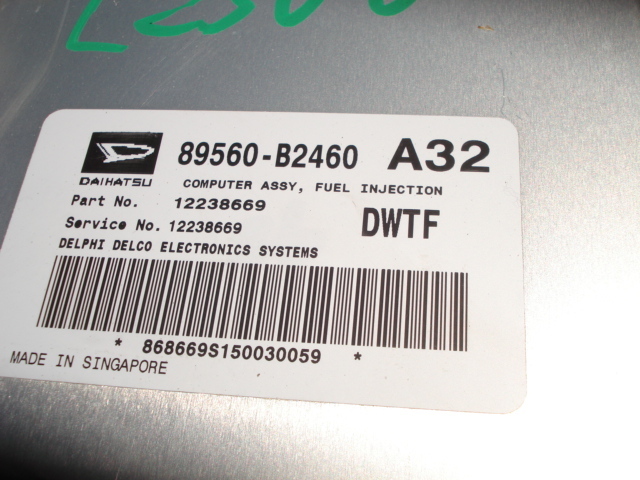 89560-B2460 A32
DAIHATSU
COMPUTER ASSY, FUEL INJECTION
Part No. 12238669
Service No. 12238669 DWTF
DELPHI DELCO ELECTRONICS SYSTEMS
* 868669S150030059 *
MADE IN SINGAPORE